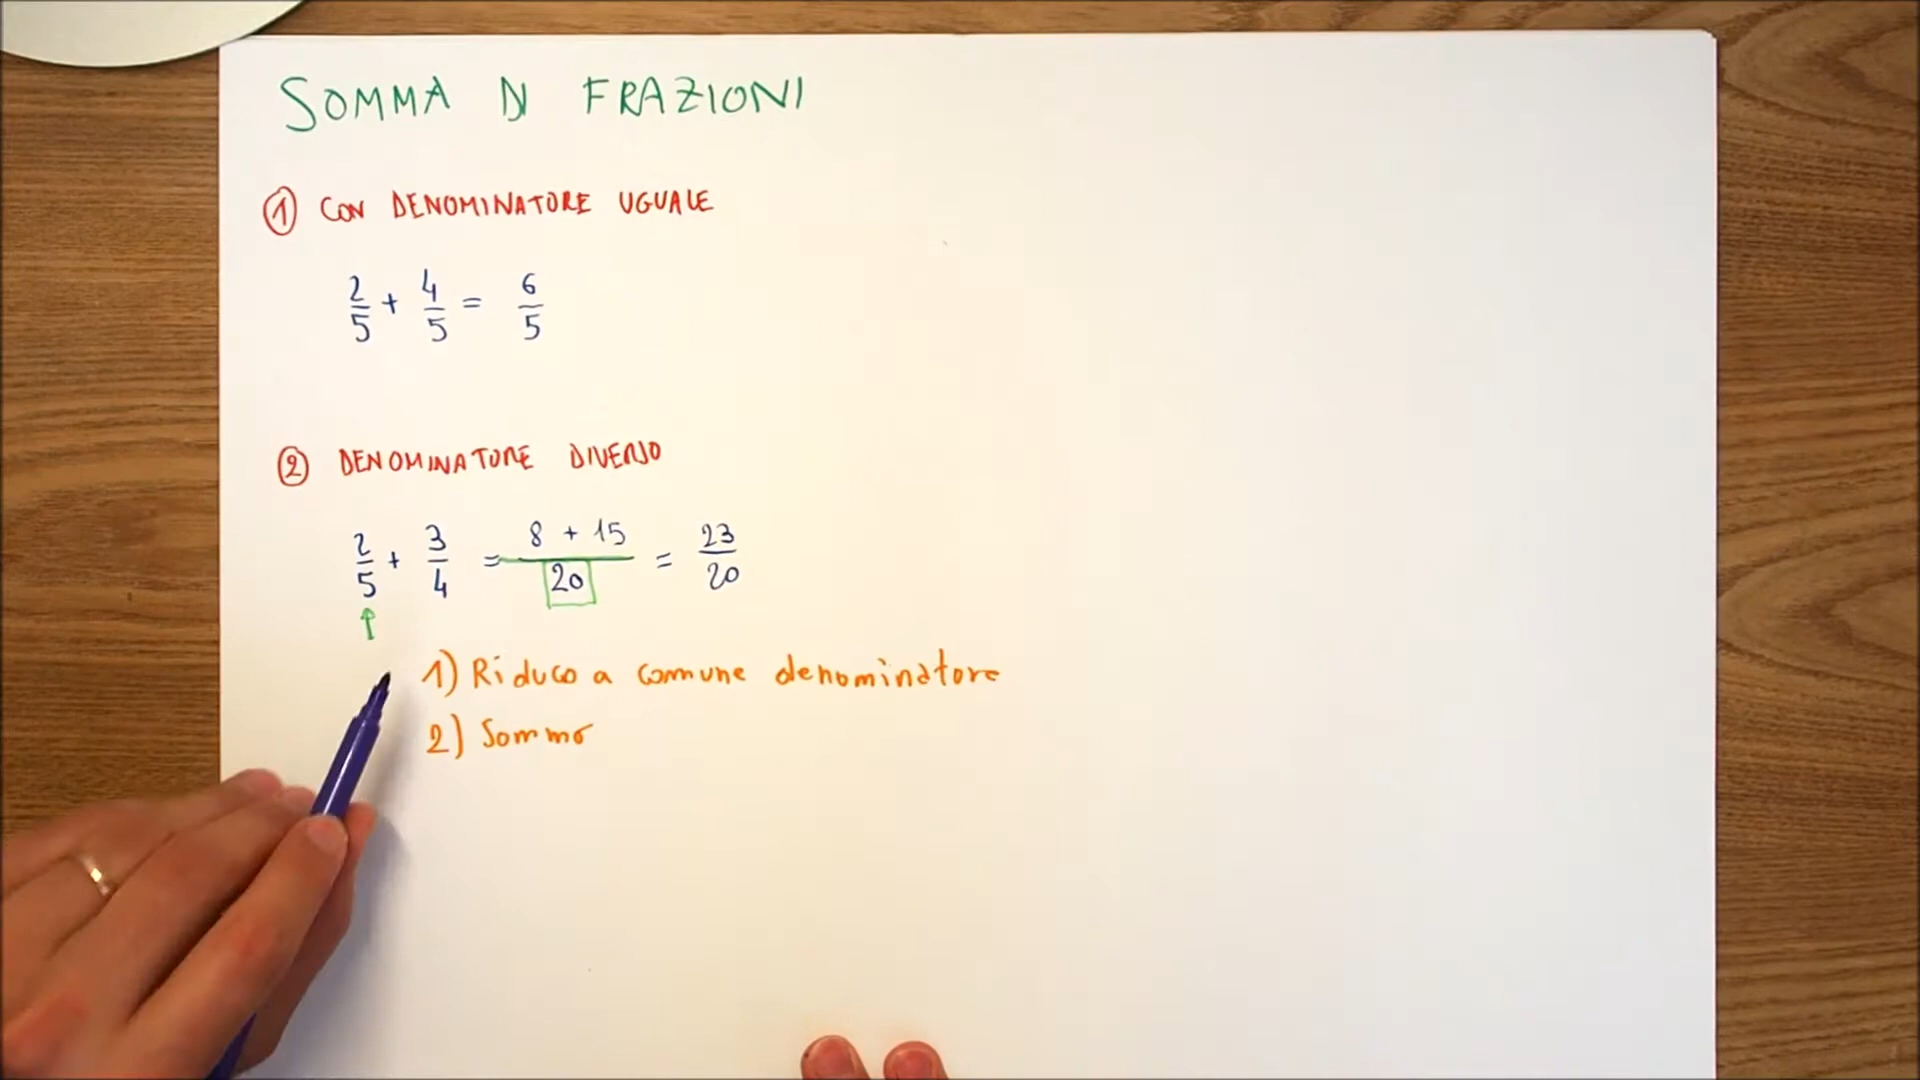 SOMMA DI FRAZIONI
① CON DENOMINATORE UGUALE
2/5 + 4/5 = 6/5
② DENOMINATORE DIVERSO
2/5 + 3/4 = (8 + 15)/20 = 23/20
1) Riduco a comune denominatore
2) Sommo